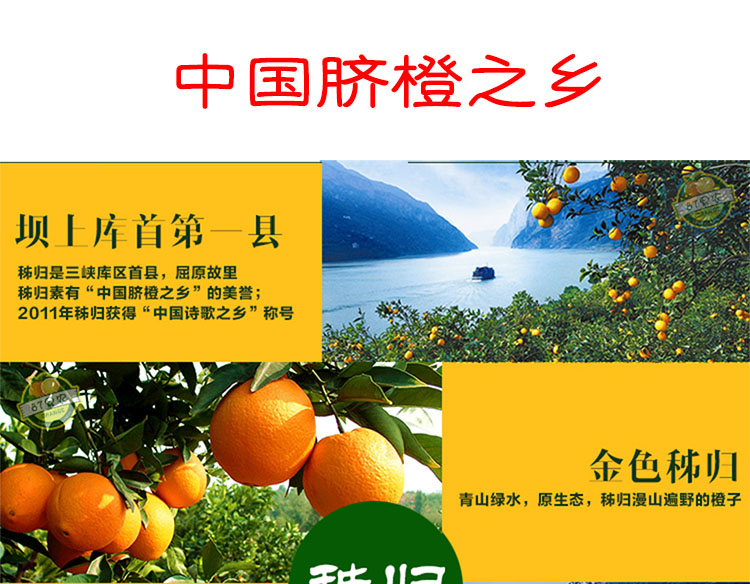 中国脐橙之乡
坝上库首第一县
秭归是三峡库区首县，屈原故里
秭归素有“中国脐橙之乡”的美誉；
2011年秭归获得“中国诗歌之乡”称号
金色秭归
青山绿水，原生态，秭归漫山遍野的橙子
秭归